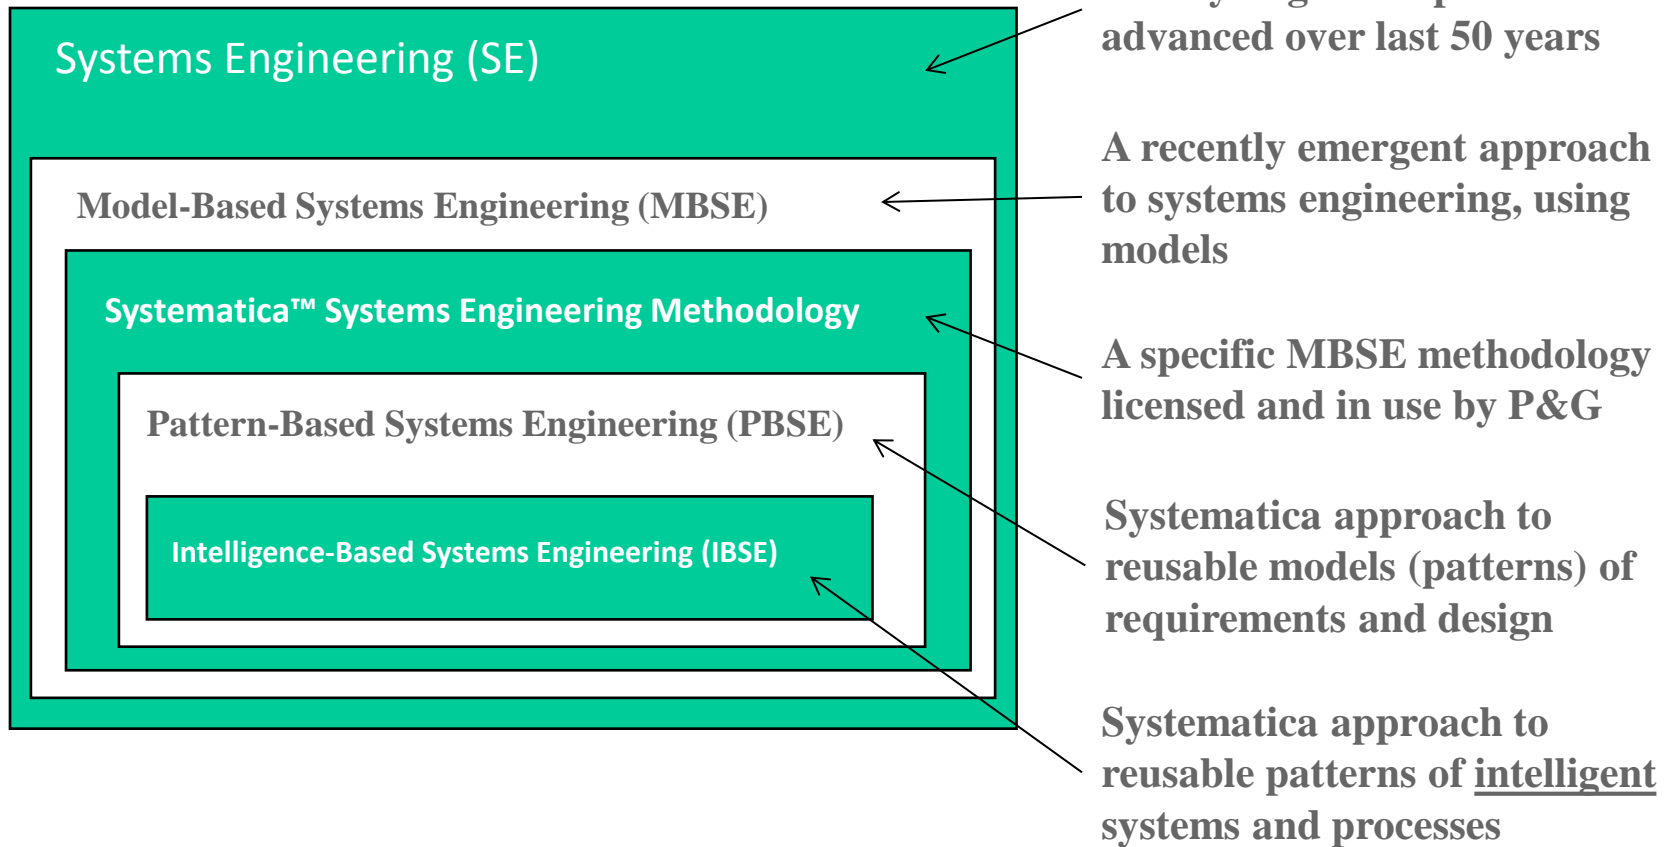 Systems Engineering (SE)
advanced over last 50 years
Model-Based Systems Engineering (MBSE)
A recently emergent approach
to systems engineering, using
models
Systematica™ Systems Engineering Methodology
A specific MBSE methodology
licensed and in use by P&G
Pattern-Based Systems Engineering (PBSE)
Systematica approach to
reusable models (patterns) of
requirements and design
Intelligence-Based Systems Engineering (IBSE)
Systematica approach to
reusable patterns of intelligent
systems and processes